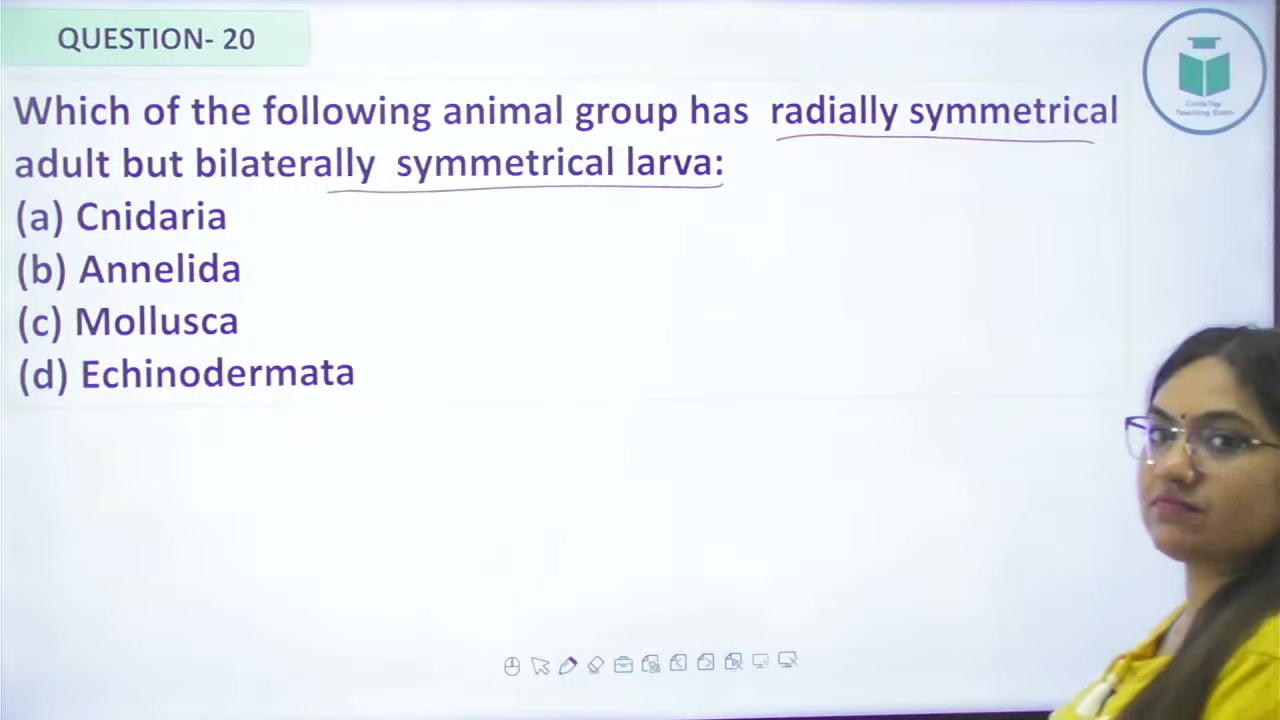 QUESTION- 20
Which of the following animal group has radially symmetrical
adult but bilaterally symmetrical larva:
(a) Cnidaria
(b) Annelida
(c) Mollusca
(d) Echinodermata